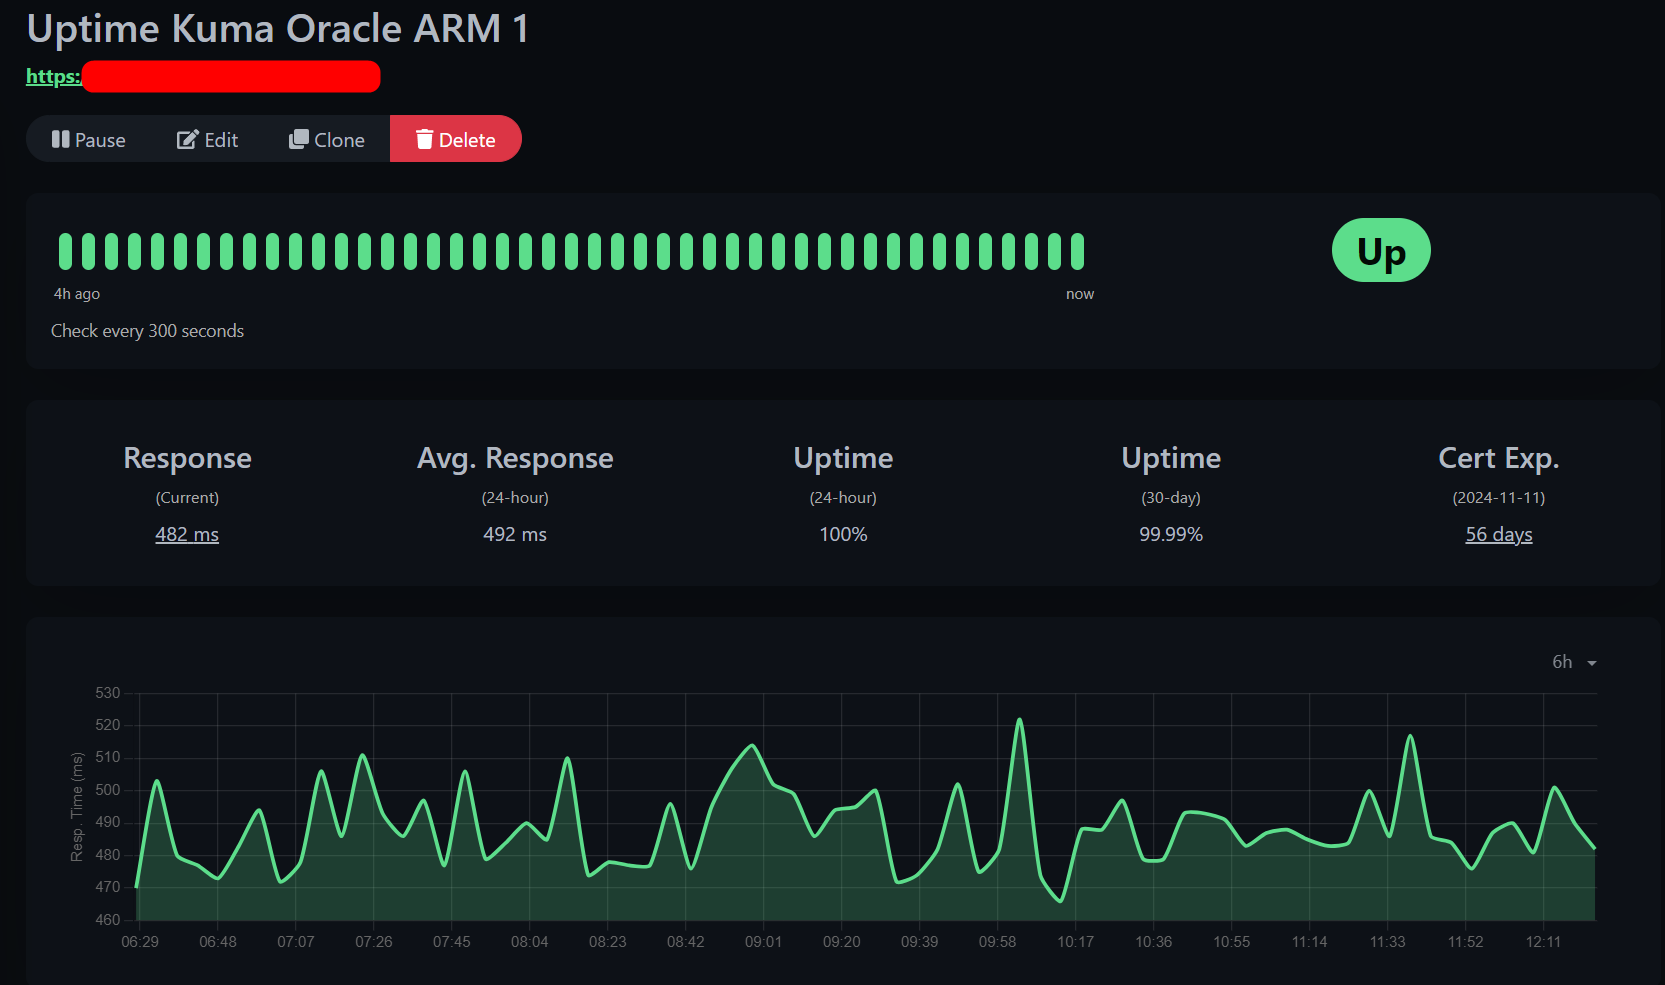 Uptime Kuma Oracle ARM 1
https:
Pause Edit Clone Delete
Up
4h ago now
Check every 300 seconds
Response Avg. Response Uptime Uptime Cert Exp.
(Current) (24-hour) (24-hour) (30-day) (2024-11-11)
482 ms 492 ms 100% 99.99% 56 days
6h
530
520
510
500
490
480
470
460
Resp. Time (ms)
06:29 06:48 07:07 07:26 07:45 08:04 08:23 08:42 09:01 09:20 09:39 09:58 10:17 10:36 10:55 11:14 11:33 11:52 12:11